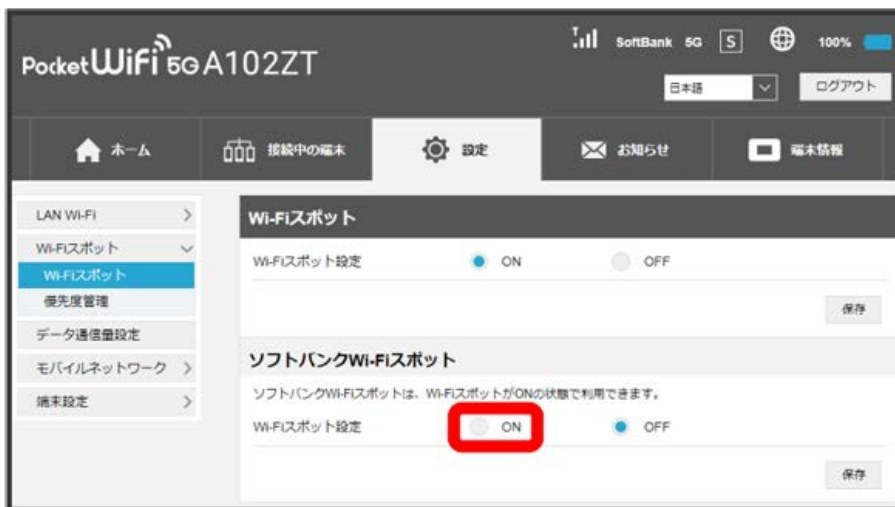 Pocket WiFi 5G A102ZT
SoftBank 5G S 100%
日本語 ログアウト
ホーム 接続中の端末 設定 お知らせ 端末情報
LAN Wi-Fi
Wi-Fiスポット
Wi-Fiスポット
優先度管理
データ通信量設定
モバイルネットワーク
端末設定
Wi-Fiスポット
Wi-Fiスポット設定 ON OFF
保存
ソフトバンクWi-Fiスポット
ソフトバンクWi-Fiスポットは、Wi-FiスポットがONの状態で利用できます。
Wi-Fiスポット設定 ON OFF
保存